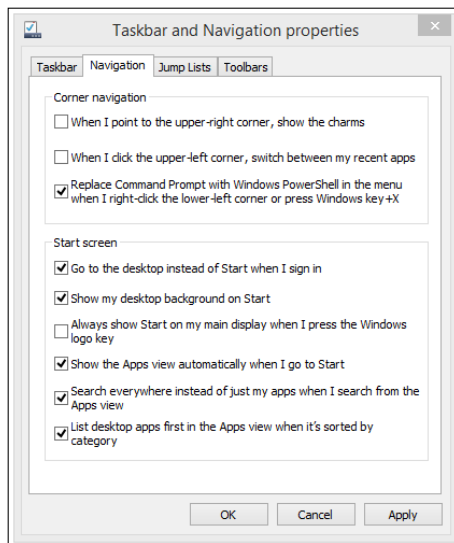 Taskbar and Navigation properties
Taskbar Navigation Jump Lists Toolbars
Corner navigation
When I point to the upper-right corner, show the charms
When I click the upper-left corner, switch between my recent apps
Replace Command Prompt with Windows PowerShell in the menu
when I right-click the lower-left corner or press Windows key+X
Start screen
Go to the desktop instead of Start when I sign in
Show my desktop background on Start
Always show Start on my main display when I press the Windows
logo key
Show the Apps view automatically when I go to Start
Search everywhere instead of just my apps when I search from the
Apps view
List desktop apps first in the Apps view when it's sorted by
category
OK Cancel Apply